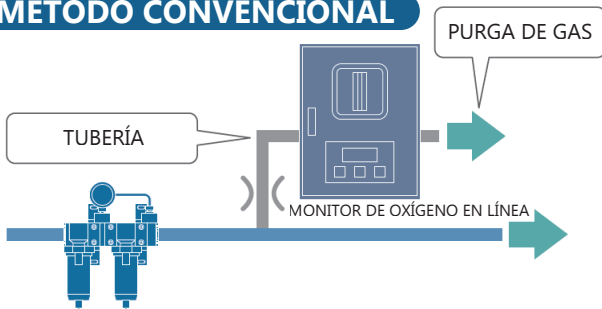 MÉTODO CONVENCIONAL
PURGA DE GAS
TUBERÍA
MONITOR DE OXÍGENO EN LÍNEA